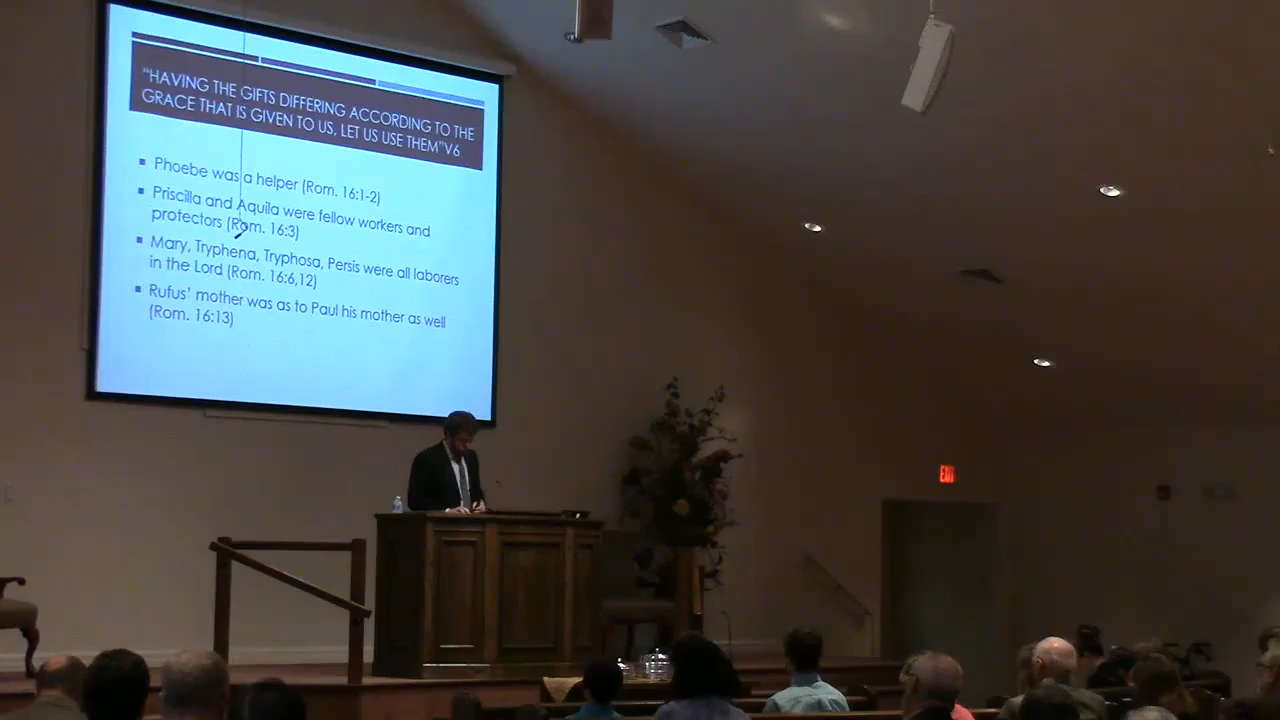 “HAVING THE GIFTS DIFFERING ACCORDING TO THE
GRACE THAT IS GIVEN TO US, LET US USE THEM”V6
Phoebe was a helper (Rom. 16:1-2)
Priscilla and Aquila were fellow workers and
protectors (Rom. 16:3)
Mary, Tryphena, Tryphosa, Persis were all laborers
in the Lord (Rom. 16:6,12)
Rufus’ mother was as to Paul his mother as well
(Rom. 16:13)
EXIT